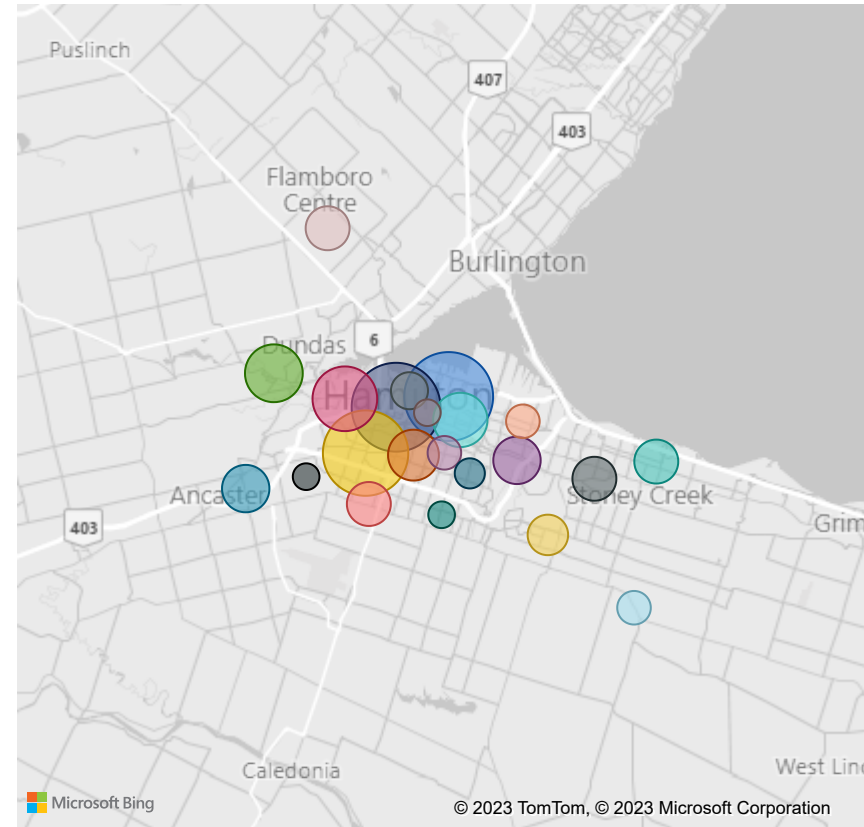 Puslinch
407
403
Flamboro
Centre
Burlington
6
Dundas
Hamilton
Ancaster
Stoney Creek
403
Grim
Caledonia
West Linc
Microsoft Bing
© 2023 TomTom, © 2023 Microsoft Corporation